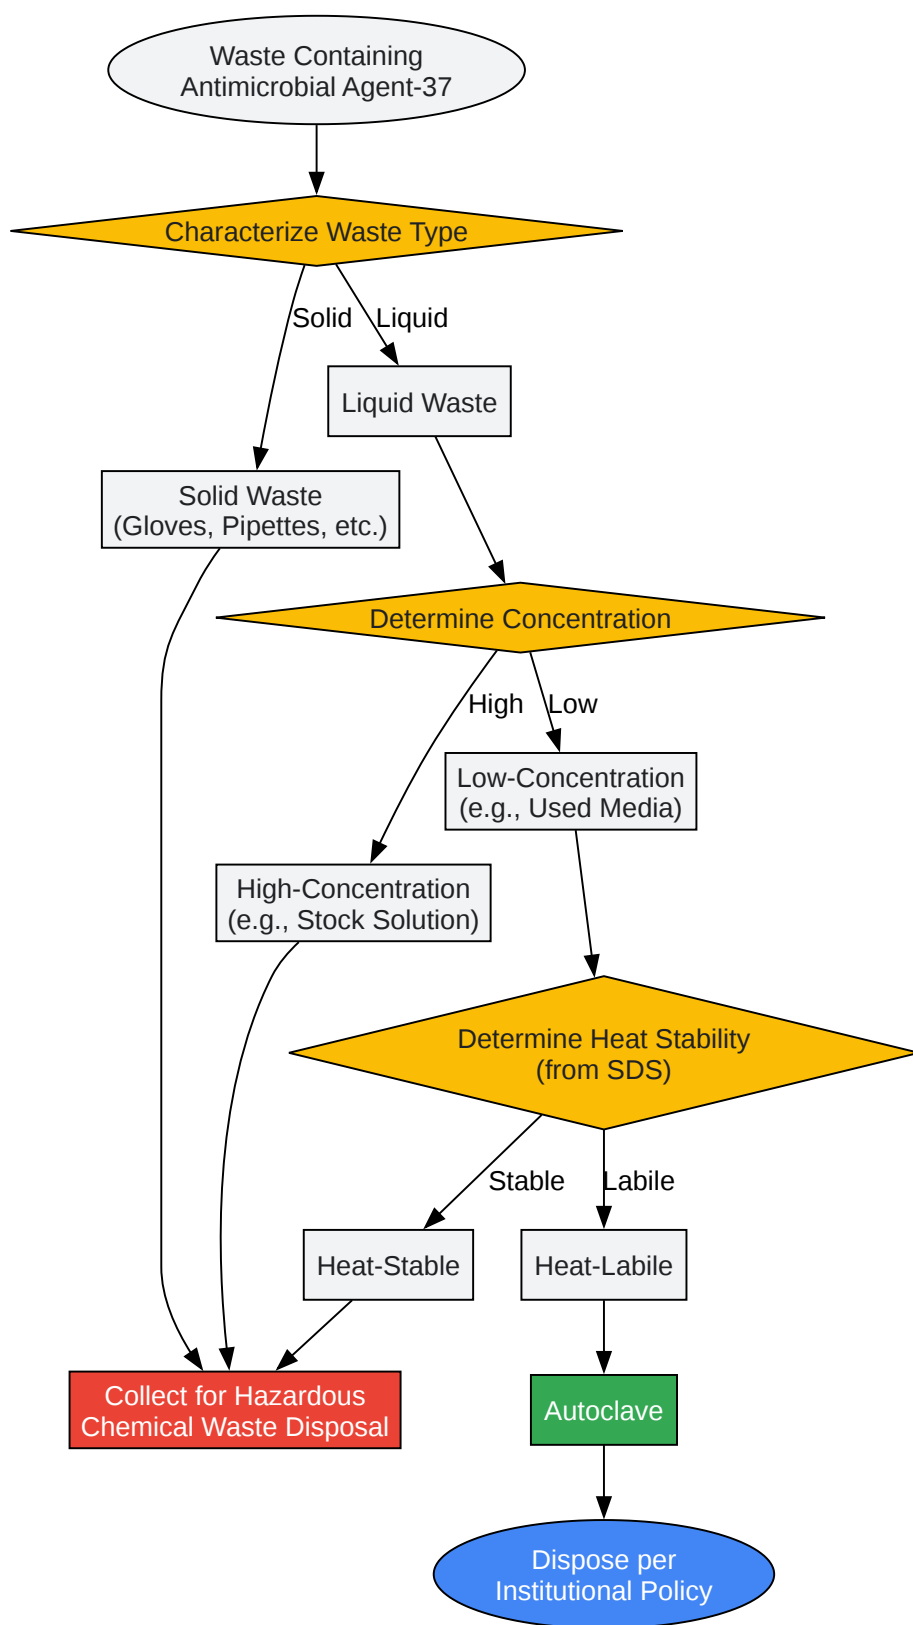 Waste Containing
Antimicrobial Agent-37
Characterize Waste Type
Solid
Liquid
Liquid Waste
Solid Waste
(Gloves, Pipettes, etc.)
Determine Concentration
High
Low
Low-Concentration
(e.g., Used Media)
High-Concentration
(e.g., Stock Solution)
Determine Heat Stability
(from SDS)
Stable
Labile
Heat-Stable
Heat-Labile
Collect for Hazardous
Chemical Waste Disposal
Autoclave
Dispose per
Institutional Policy